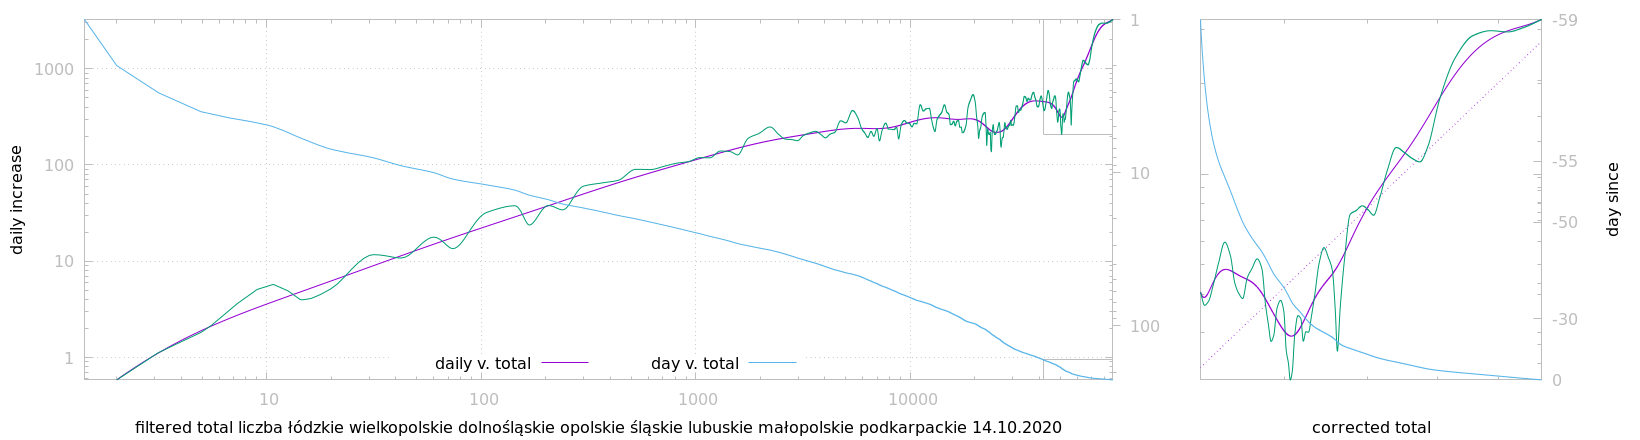 1
-59
1000
daily increase
100
10
-55
day since
-50
10
100
-30
1
daily v. total
day v. total
0
10
100
1000
10000
filtered total liczba łódzkie wielkopolskie dolnośląskie opolskie śląskie lubuskie małopolskie podkarpackie 14.10.2020
corrected total